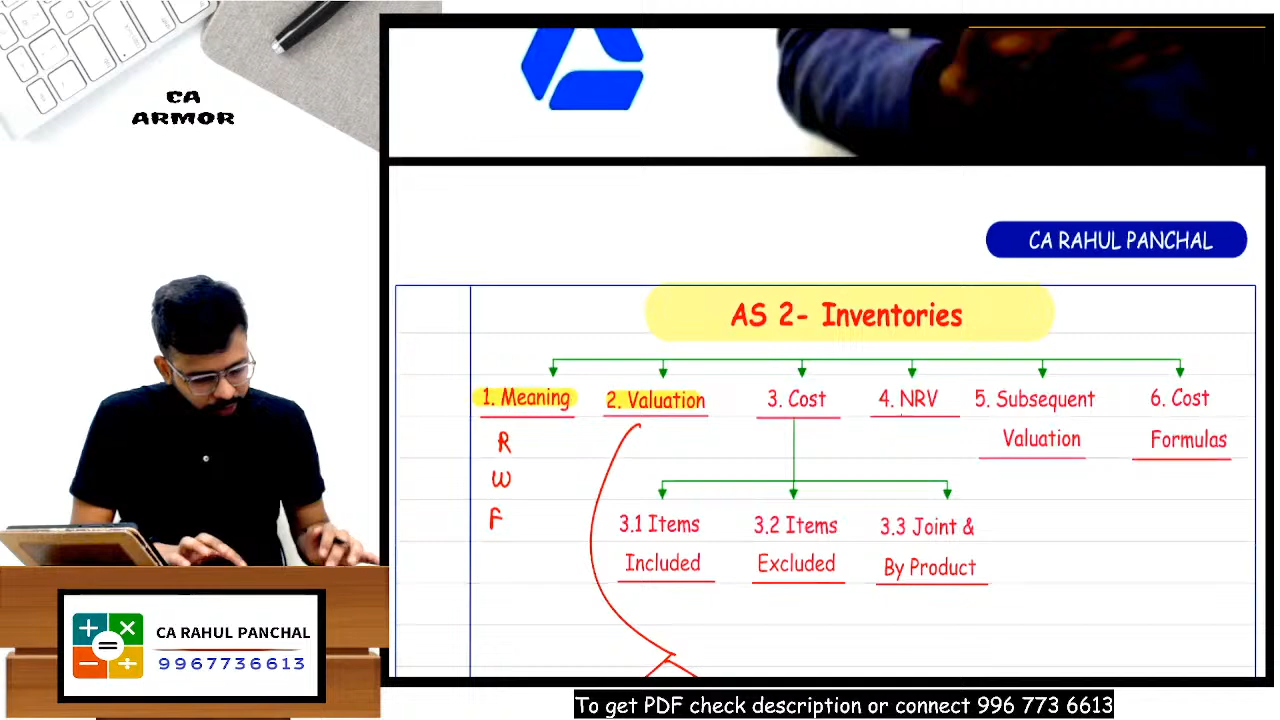 CA
ARMOR
CA RAHUL PANCHAL
AS 2- Inventories
1. Meaning
2. Valuation
3. Cost
4. NRV
5. Subsequent
Valuation
6. Cost
Formulas
R
W
F
3.1 Items
Included
3.2 Items
Excluded
3.3 Joint &
By Product
CA RAHUL PANCHAL
9967736613
To get PDF check description or connect 996 773 6613